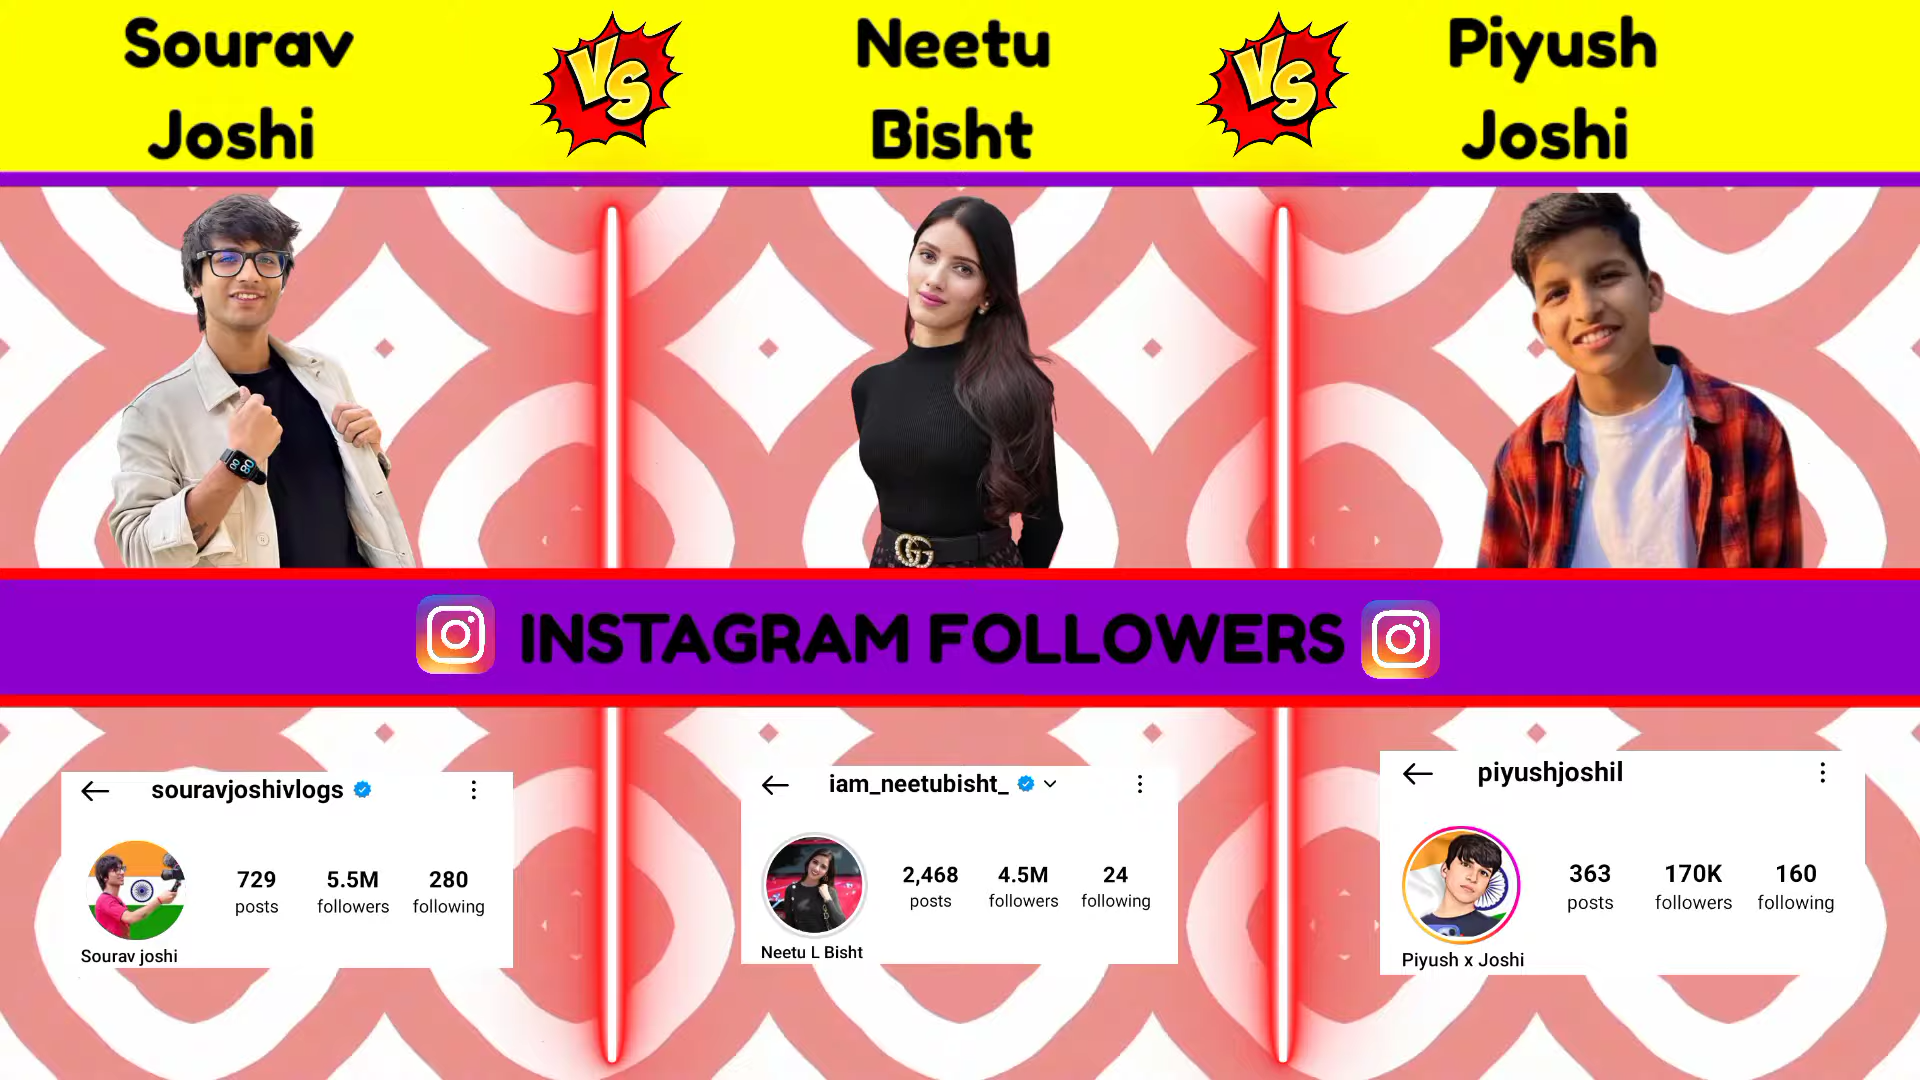 Sourav
Joshi
VS
Neetu
Bisht
VS
Piyush
Joshi
INSTAGRAM FOLLOWERS
souravjoshivlogs
729
posts
5.5M
followers
280
following
Sourav joshi
iam_neetubisht_
2,468
posts
4.5M
followers
24
following
Neetu L Bisht
piyushjoshil
363
posts
170K
followers
160
following
Piyush x Joshi